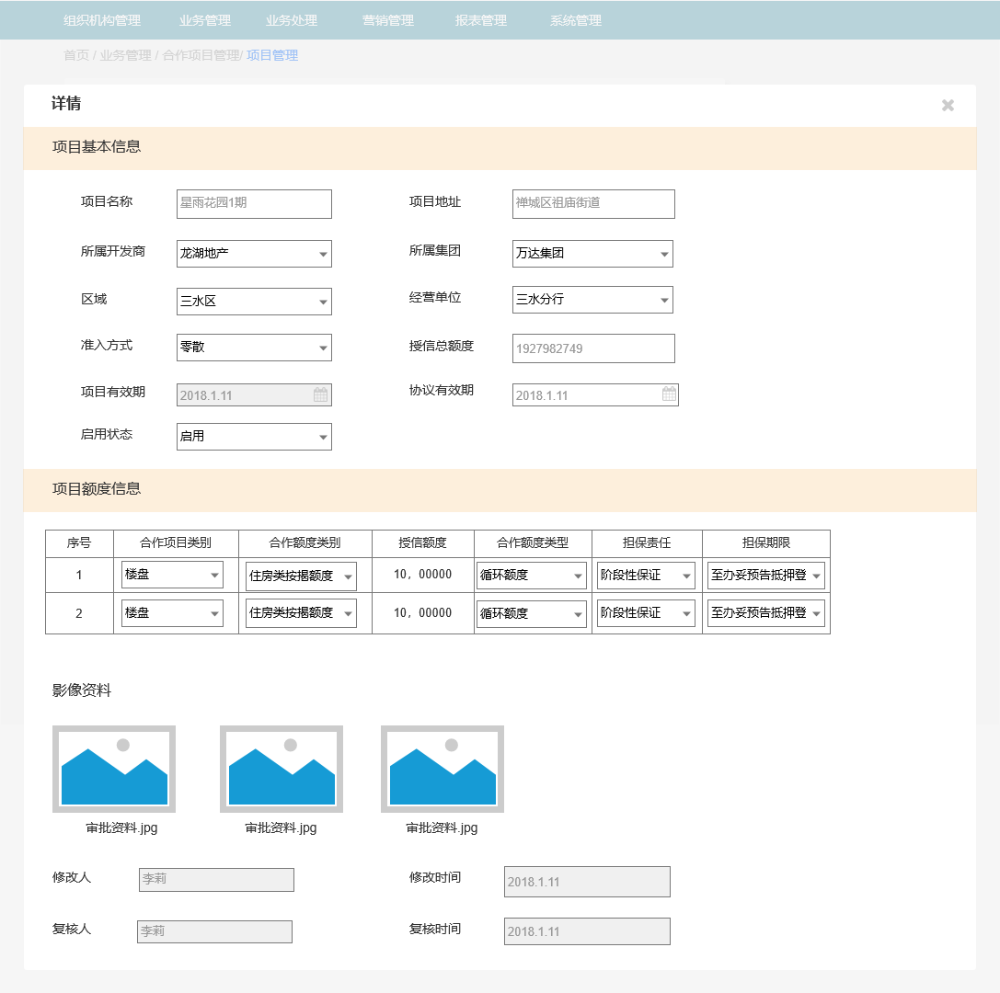 组织机构管理 业务管理 业务处理 营销管理 报表管理 系统管理
首页 / 业务管理 / 合作项目管理/ 项目管理
详情
项目基本信息
项目名称 星雨花园1期 项目地址 禅城区祖庙街道
所属开发商 龙湖地产 所属集团 万达集团
区域 三水区 经营单位 三水分行
准入方式 零散 授信总额度 1927982749
项目有效期 2018.1.11 协议有效期 2018.1.11
启用状态 启用
项目额度信息
序号 合作项目类别 合作额度类别 授信额度 合作额度类型 担保责任 担保期限
1 楼盘 住房类按揭额度 10，00000 循环额度 阶段性保证 至办妥预告抵押登
2 楼盘 住房类按揭额度 10，00000 循环额度 阶段性保证 至办妥预告抵押登
影像资料
审批资料.jpg 审批资料.jpg 审批资料.jpg
修改人 李莉 修改时间 2018.1.11
复核人 李莉 复核时间 2018.1.11